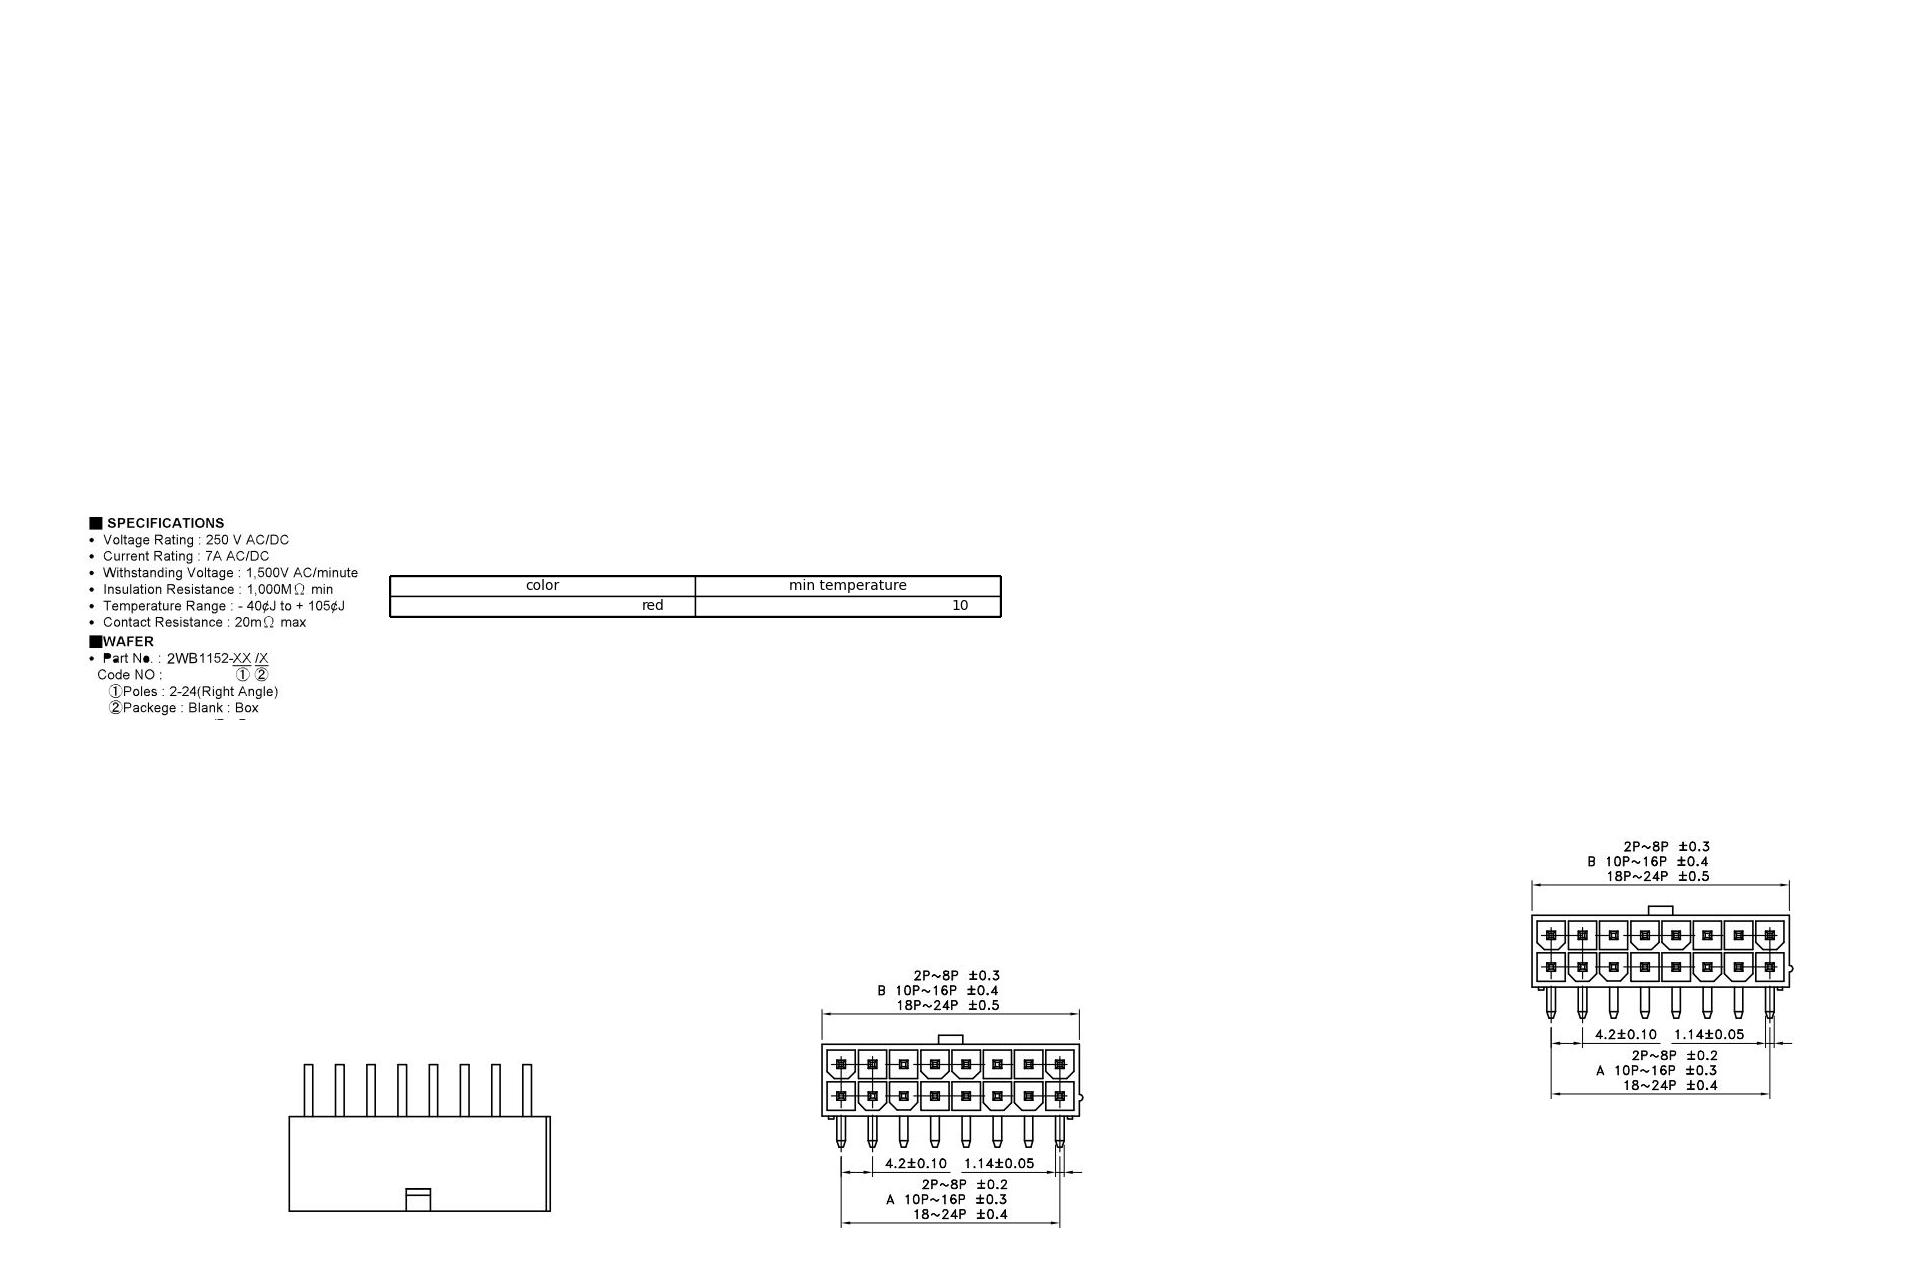 ■ SPECIFICATIONS
• Voltage Rating : 250 V AC/DC
• Current Rating : 7A AC/DC
• Withstanding Voltage : 1,500V AC/minute
• Insulation Resistance : 1,000MΩ min
• Temperature Range : - 40¢J to + 105¢J
• Contact Resistance : 20mΩ max
■WAFER
• Part No. : 2WB1152-XX /X
Code NO : ① ②
①Poles : 2-24(Right Angle)
②Packege : Blank : Box
color min temperature
red 10
2P~8P ±0.3
B 10P~16P ±0.4
18P~24P ±0.5
4.2±0.10 1.14±0.05
2P~8P ±0.2
A 10P~16P ±0.3
18~24P ±0.4
2P~8P ±0.3
B 10P~16P ±0.4
18P~24P ±0.5
4.2±0.10 1.14±0.05
2P~8P ±0.2
A 10P~16P ±0.3
18~24P ±0.4